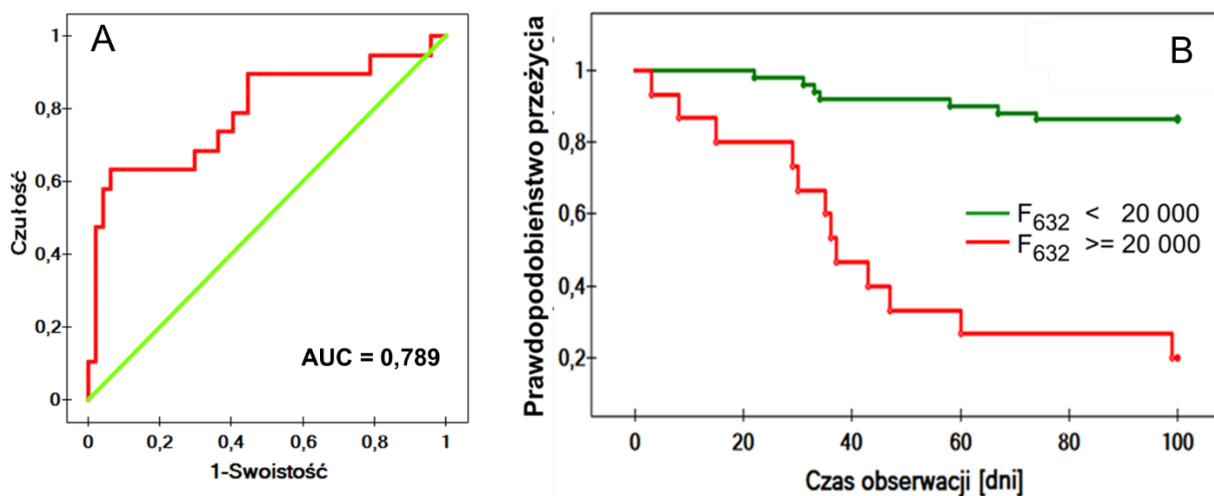 A
Czułość
1
0,8
0,6
0,4
0,2
0
AUC = 0,789
0
0,2
0,4
0,6
0,8
1
1-Swoistość
B
Prawdopodobieństwo przeżycia
1
0,8
0,6
0,4
0,2
F632 < 20 000
F632 >= 20 000
0
20
40
60
80
100
Czas obserwacji [dni]